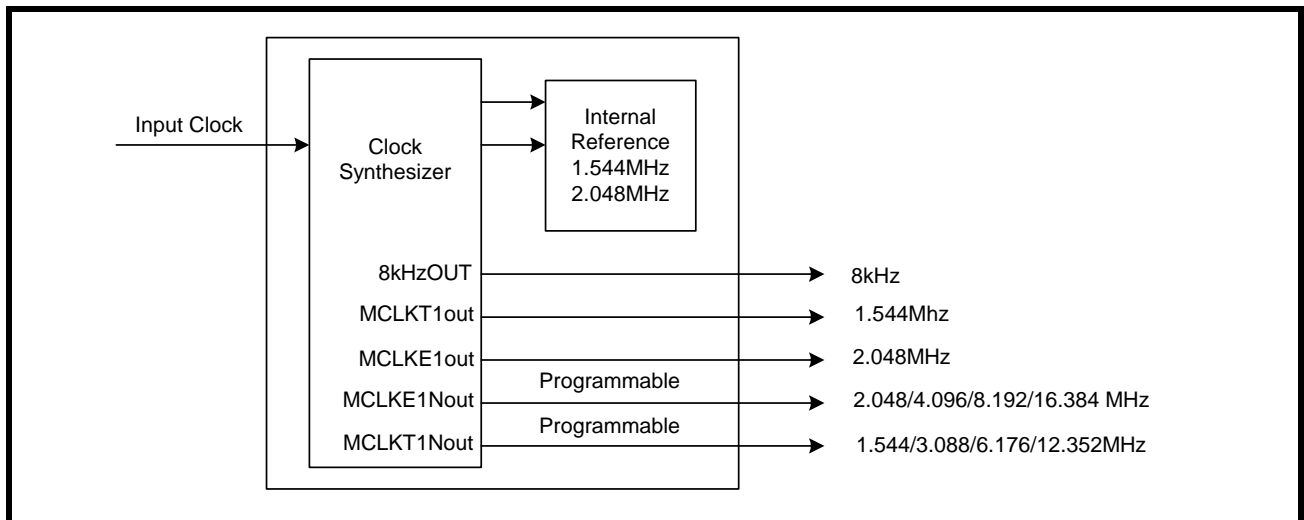 Input Clock
Clock
Synthesizer
Internal
Reference
1.544MHz
2.048MHz
8kHzOUT
8kHz
MCLKT1out
1.544Mhz
MCLKE1out
2.048MHz
Programmable
MCLKE1Nout
2.048/4.096/8.192/16.384 MHz
Programmable
MCLKT1Nout
1.544/3.088/6.176/12.352MHz